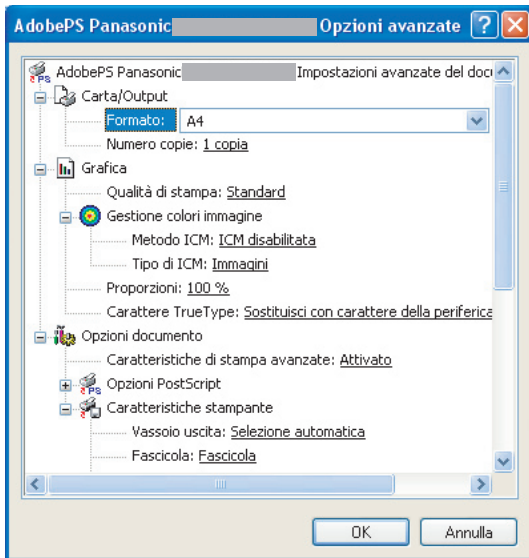 AdobePS Panasonic Opzioni avanzate
AdobePS Panasonic Impostazioni avanzate del docu
Carta/Output
Formato: A4
Numero copie: 1 copia
Grafica
Qualità di stampa: Standard
Gestione colori immagine
Metodo ICM: ICM disabilitata
Tipo di ICM: Immagini
Proporzioni: 100 %
Carattere TrueType: Sostituisci con carattere della periferica
Opzioni documento
Caratteristiche di stampa avanzate: Attivato
Opzioni PostScript
Caratteristiche stampante
Vassoio uscita: Selezione automatica
Fascicola: Fascicola
OK Annulla